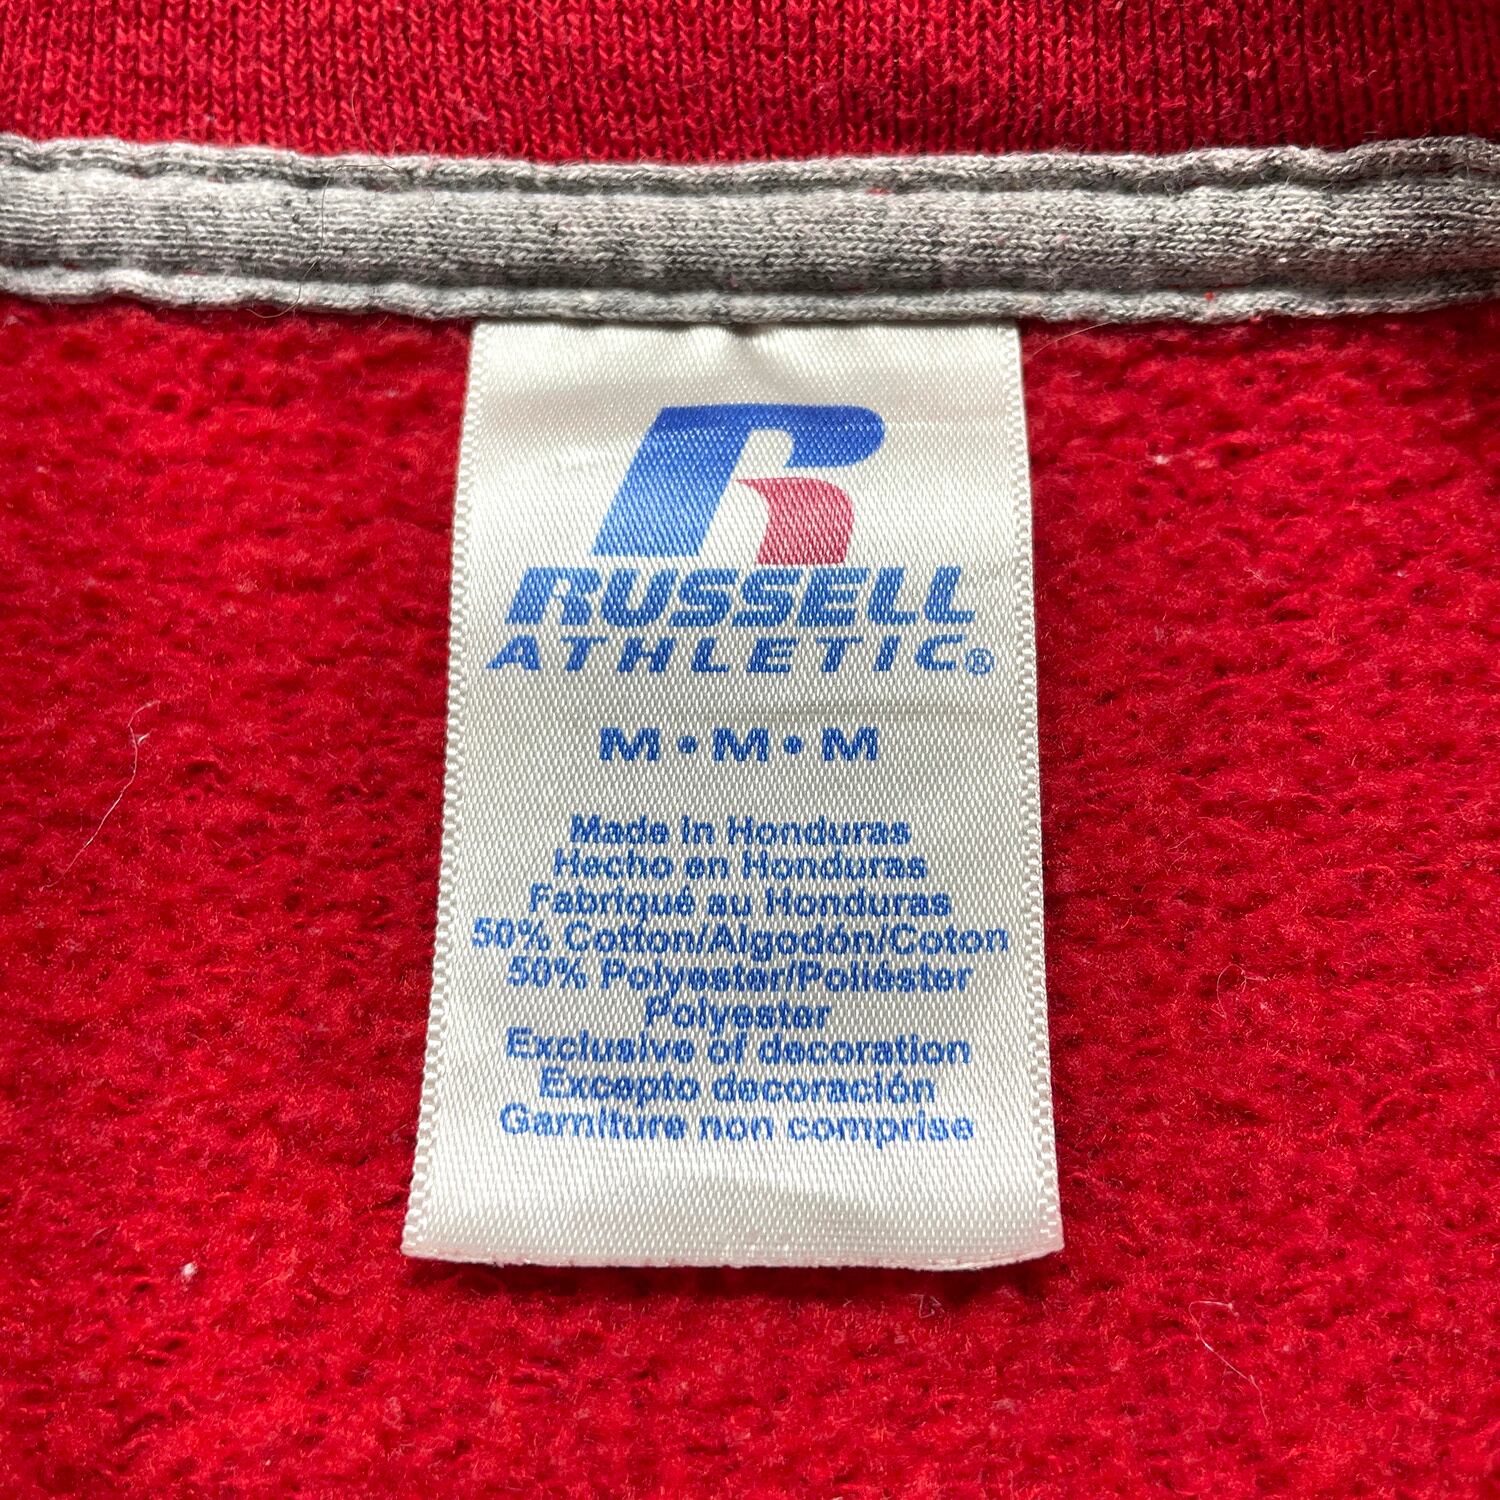 R
RUSSELL
ATHLETIC®
M•M•M
Made in Honduras
Hecho en Honduras
Fabriqué au Honduras
50% Cotton/Algodón/Coton
50% Polyester/Poliéster
Polyester
Exclusive of decoration
Excepto decoración
Garniture non comprise